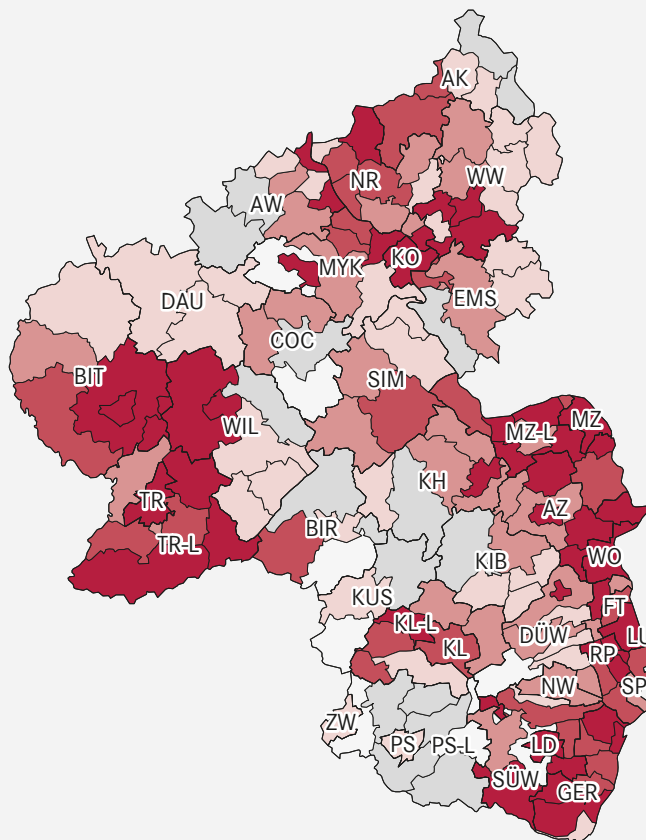 AK
NR
WW
AW
KO
MYK
EMS
DAU
COC
BIT
SIM
WIL
MZ-L
MZ
KH
TR
AZ
BIR
TR-L
KIB
WO
KUS
FT
KL-L
DÜW
LU
KL
RP
NW
SP
ZW
PS
PS-L
LD
SÜW
GER